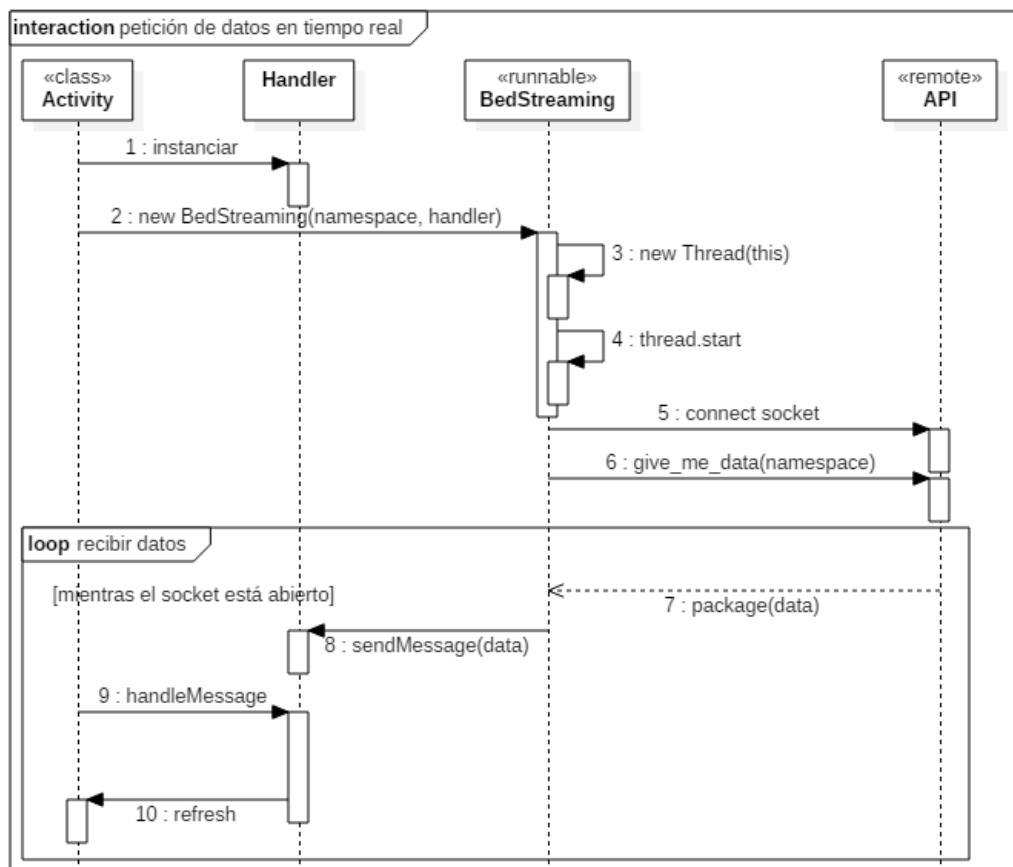 interaction petición de datos en tiempo real
«class»
Activity
Handler
«runnable»
BedStreaming
«remote»
API
1 : instanciar
2 : new BedStreaming(namespace, handler)
3 : new Thread(this)
4 : thread.start
5 : connect socket
6 : give_me_data(namespace)
loop recibir datos
[mientras el socket está abierto]
7 : package(data)
8 : sendMessage(data)
9 : handleMessage
10 : refresh